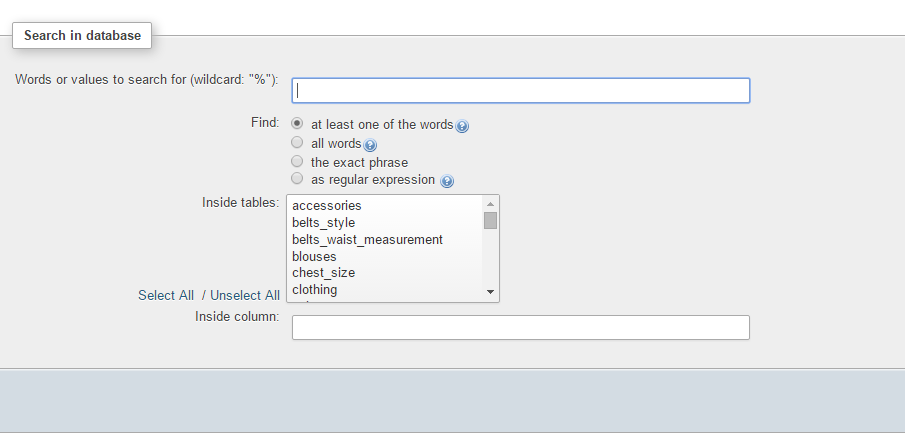 Search in database
Words or values to search for (wildcard: "%"):
Find:
at least one of the words
all words
the exact phrase
as regular expression
Inside tables:
accessories
belts_style
belts_waist_measurement
blouses
chest_size
clothing
Select All / Unselect All
Inside column: